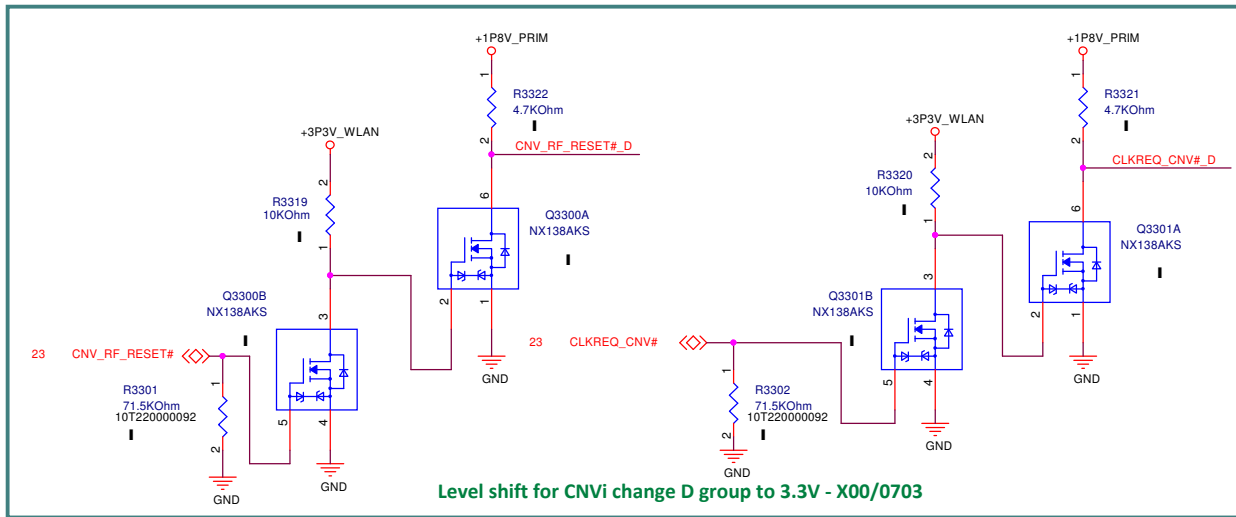 +1P8V_PRIM
1
R3322
4.7KOhm
I
2
CNV_RF_RESET#_D
+3P3V_WLAN
2
R3319
10KOhm
I
1
6
Q3300A
NX138AKS
I
2
1
GND
Q3300B
NX138AKS
I
3
23
CNV_RF_RESET#
1
R3301
71.5KOhm
10T220000092
I
2
GND
5
4
GND
+1P8V_PRIM
1
R3321
4.7KOhm
I
2
CLKREQ_CNV#_D
+3P3V_WLAN
2
R3320
10KOhm
I
1
6
Q3301A
NX138AKS
I
2
1
GND
Q3301B
NX138AKS
I
3
23
CLKREQ_CNV#
1
R3302
71.5KOhm
10T220000092
I
2
GND
5
4
GND
Level shift for CNVi change D group to 3.3V - X00/0703